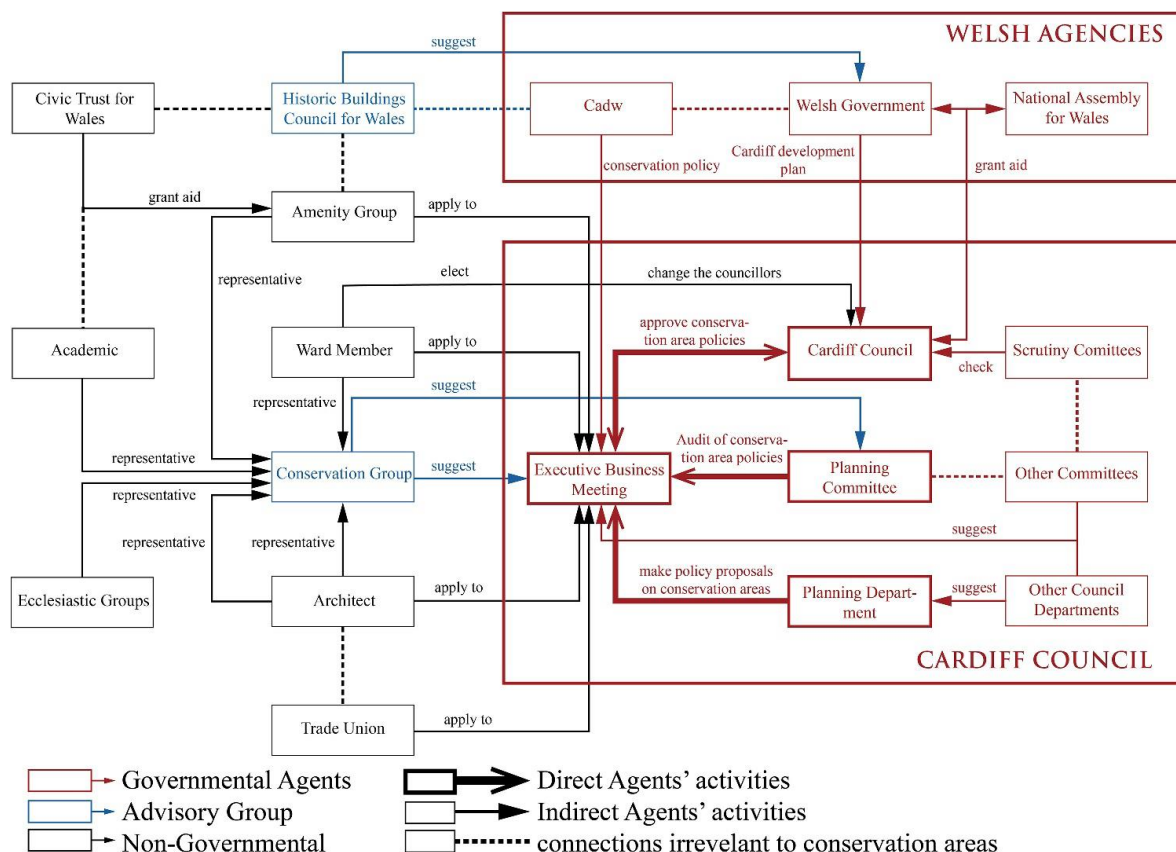 WELSH AGENCIES
suggest
Civic Trust for
Wales
Historic Buildings
Council for Wales
Cadw
Welsh Government
National Assembly
for Wales
conservation policy
Cardiff development
plan
grant aid
grant aid
Amenity Group
apply to
representative
elect
change the councillors
Academic
Ward Member
apply to
approve conserva-
tion area policies
Cardiff Council
check
Scrutiny Comittees
representative
suggest
representative
Conservation Group
suggest
Executive Business
Meeting
Audit of conserva-
tion area policies
Planning
Committee
Other Committees
representative
representative
representative
suggest
Ecclesiastic Groups
Architect
apply to
make policy proposals
on conservation areas
Planning Depart-
ment
suggest
Other Council
Departments
CARDIFF COUNCIL
Trade Union
apply to
Governmental Agents
Direct Agents' activities
Advisory Group
Indirect Agents' activities
Non-Governmental
connections irrevelant to conservation areas